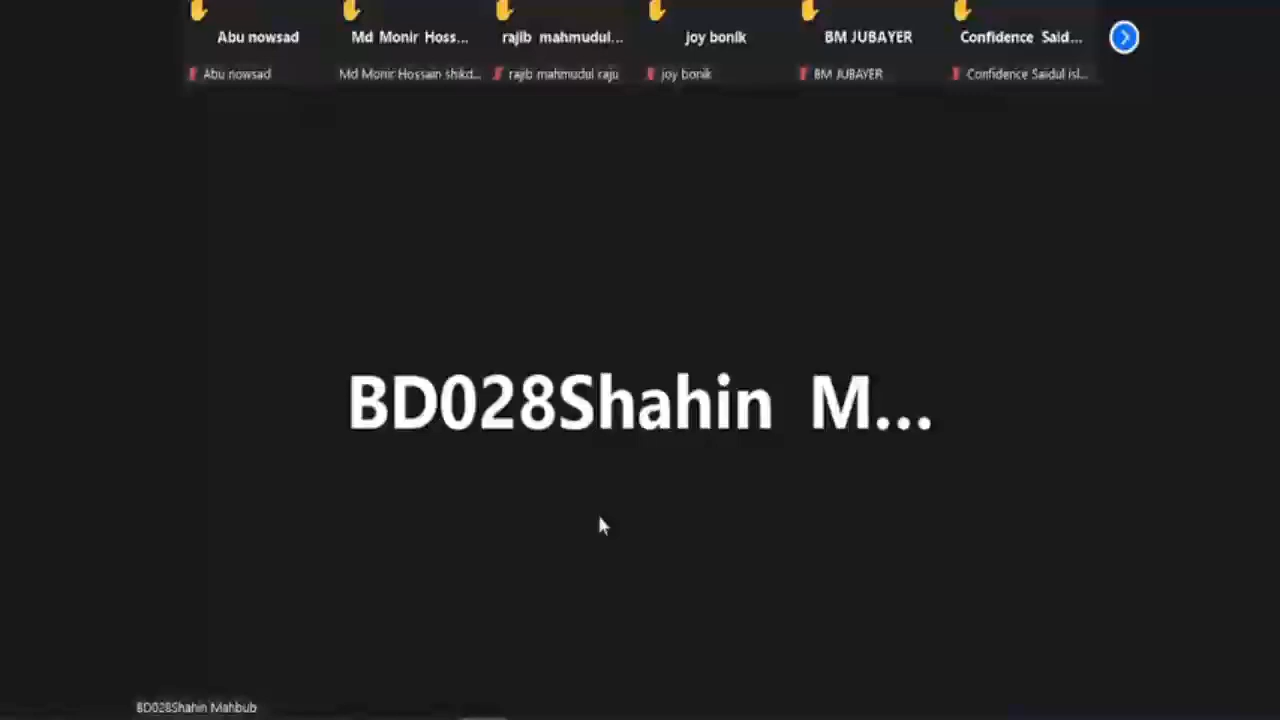 Abu nowsad
Md Monir Hoss...
rajib mahmudul...
joy bonik
BM JUBAYER
Confidence Said...
Abu nowsad
Md Monir Hossain shikd...
rajib mahmudul raju
joy bonik
BM JUBAYER
Confidence Saidul isl...
BD028Shahin M...
BD028Shahin Mahbub